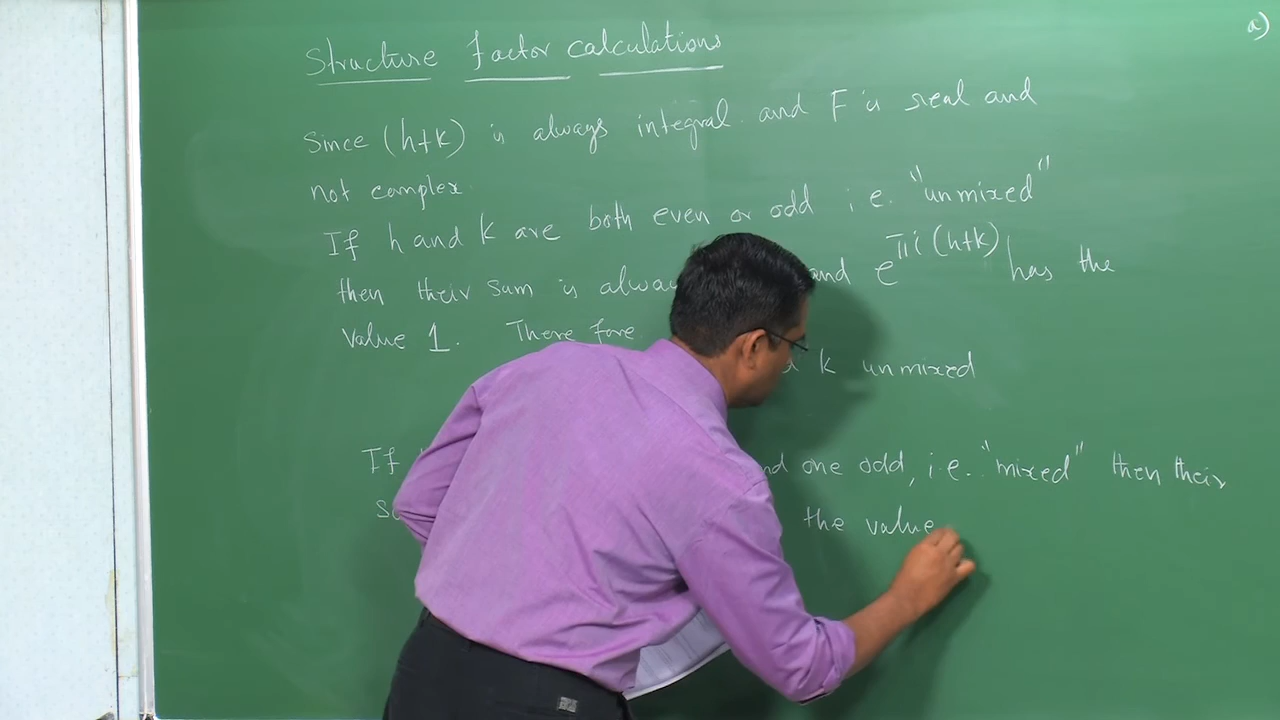 a)
Structure factor calculations
Since (h+k) is always integral and F is real and
not complex.
If h and k are both even or odd i.e. "unmixed"
then their sum is always and e^πi(h+k) has the
value 1. There fore
k unmixed
If one odd, i.e. "mixed" then their
the value